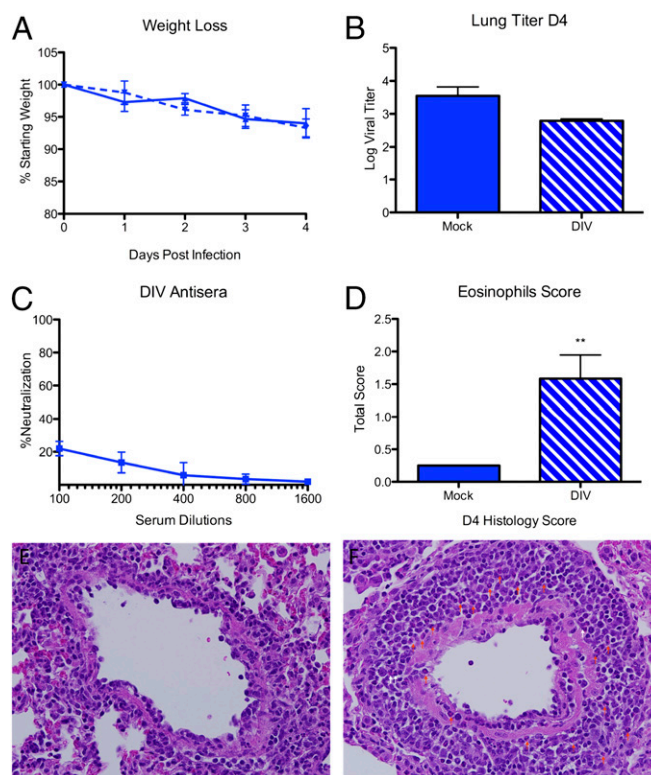 A
Weight Loss
% Starting Weight
100
95
90
85
80
0 1 2 3 4
Days Post Infection
B
Lung Titer D4
Log Viral Titer
5
4
3
2
1
0
Mock DIV
C
DIV Antisera
%Neutralization
100
80
60
40
20
100 200 400 800 1600
Serum Dilutions
D
Eosinophils Score
Total Score
2.5
2.0
1.5
1.0
0.5
0.0
**
Mock DIV
D4 Histology Score
E
F